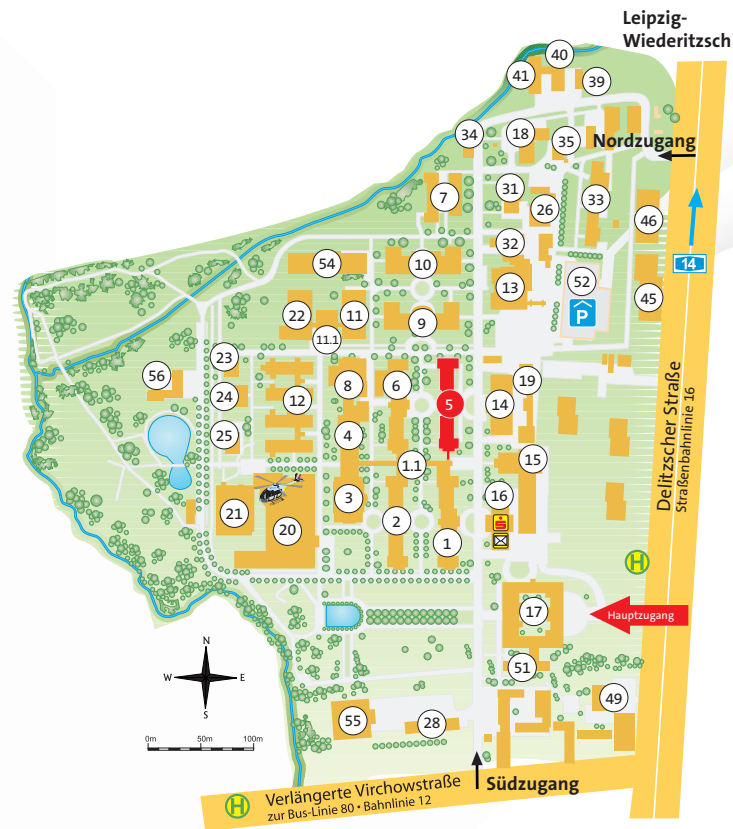 Leipzig-
Wiederitzsch
40
41
39
34
18
35
Nordzugang
31
7
26
33
46
32
54
10
14
13
52
P
45
22
11
9
11.1
23
56
8
6
19
24
12
5
14
4
25
15
1.1
16
3
S
21
20
2
1
Delitzscher Straße
Straßenbahnlinie 16
H
17
Hauptzugang
51
N
W
E
S
49
55
28
0m
50m
100m
Südzugang
H
Verlängerte Virchowstraße
zur Bus-Linie 80 • Bahnlinie 12